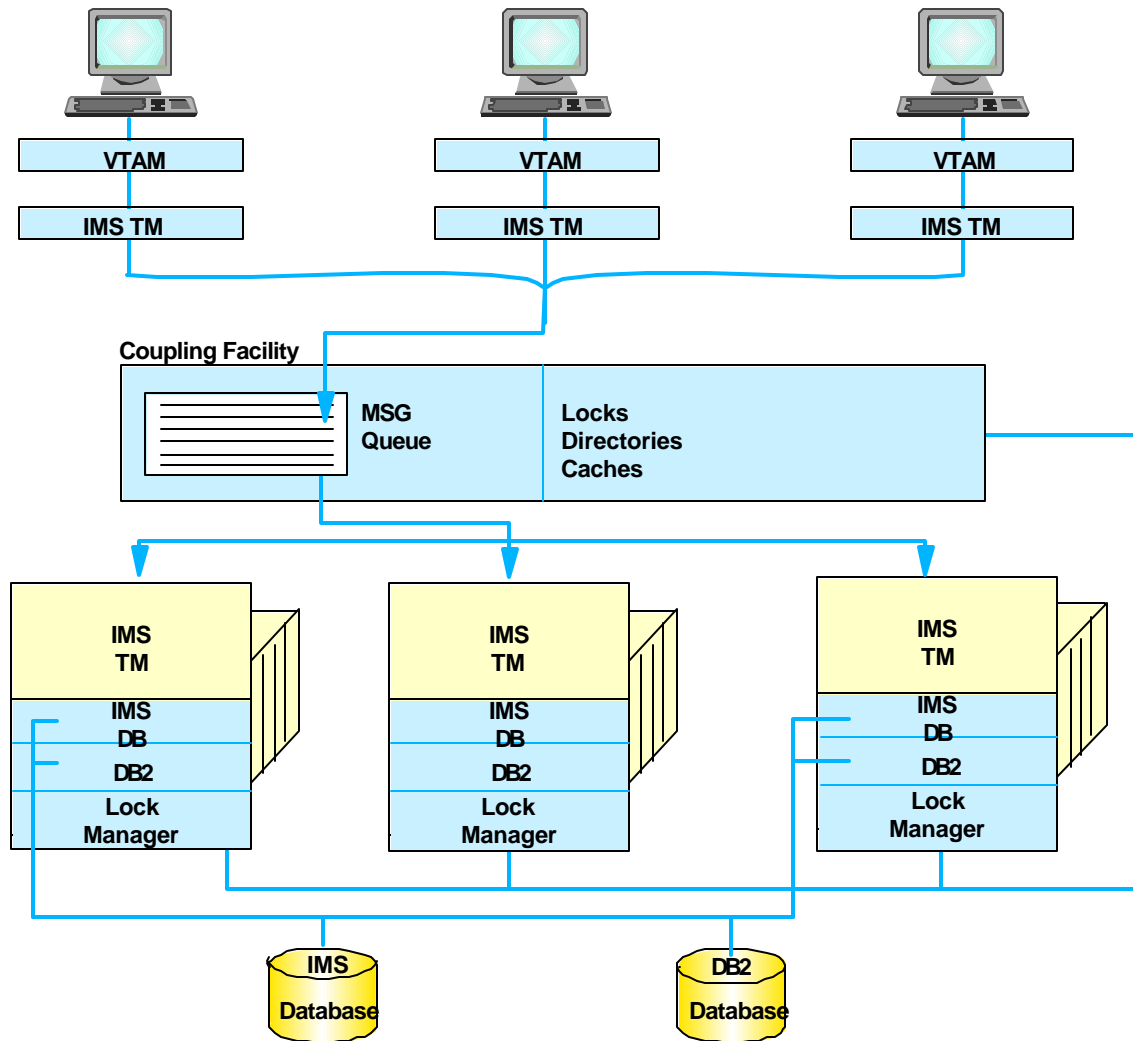 VTAM
VTAM
VTAM
IMS TM
IMS TM
IMS TM
Coupling Facility
MSG
Queue
Locks
Directories
Caches
IMS
TM
IMS
DB
DB2
Lock
Manager
IMS
TM
IMS
DB
DB2
Lock
Manager
IMS
TM
IMS
DB
DB2
Lock
Manager
IMS
Database
DB2
Database